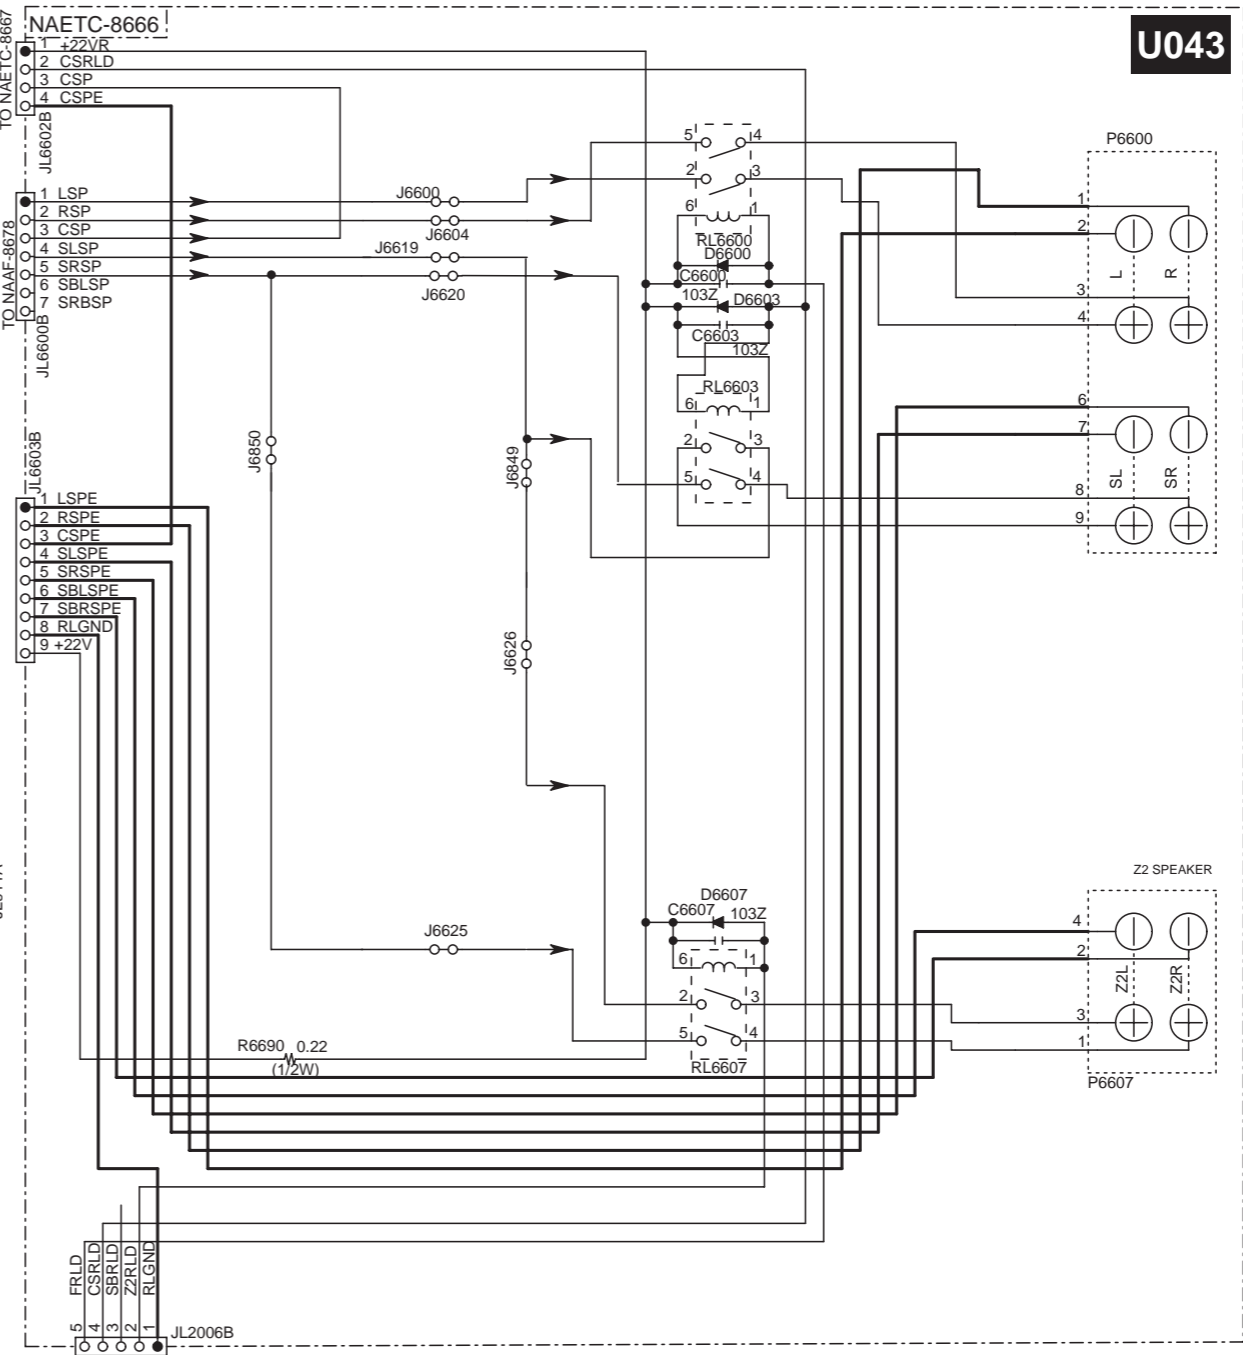 NAETC-8666
U043
TO NAETC-8667
1 +22VR
2 CSRLD
3 CSP
4 CSPE
JL6602B
TO NAAF-8678
1 LSP
2 RSP
3 CSP
4 SLSP
5 SRSP
6 SBLSP
7 SRBSP
JL6600B
J6600
J6604
J6619
J6620
5 4
2 3
6 1
RL6600
D6600
C6600
103Z D6603
C6603
103Z
RL6603
6 1
2 3
5 4
P6600
1
2
L R
3
4
6
7
SL SR
8
9
JL6603B
1 LSPE
2 RSPE
3 CSPE
4 SLSPE
5 SRSPE
6 SBLSPE
7 SBRSPE
8 RLGND
9 +22V
J6850
J6849
J6626
J6625
D6607
C6607 103Z
6 1
2 3
5 4
RL6607
Z2 SPEAKER
4
2
Z2L Z2R
3
1
P6607
R6690 0.22
(1/2W)
5 FRLD
4 CSRLD
3 SBRLD
2 Z2RLD
1 RLGND
JL2006B